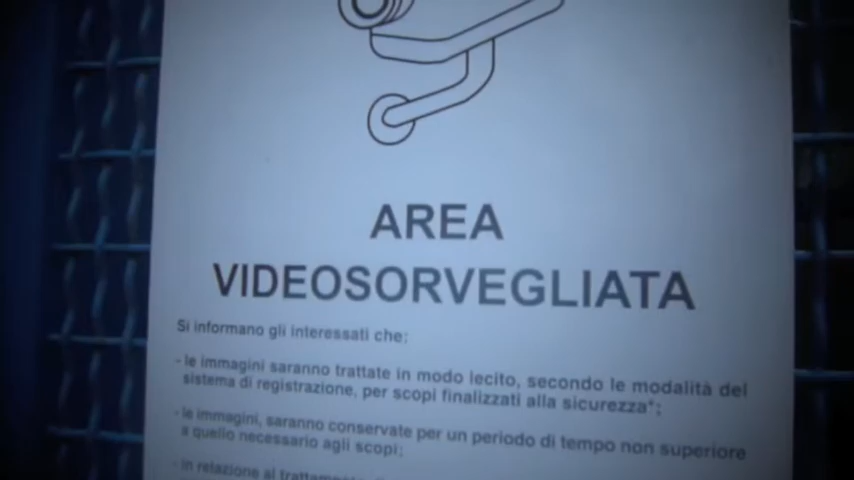 AREA
VIDEOSORVEGLIATA
Si informano gli interessati che:
- le immagini saranno trattate in modo lecito, secondo le modalità del
sistema di registrazione, per scopi finalizzati alla sicurezza*;
- le immagini, saranno conservate per un periodo di tempo non superiore
a quello necessario agli scopi;
- in relazione al